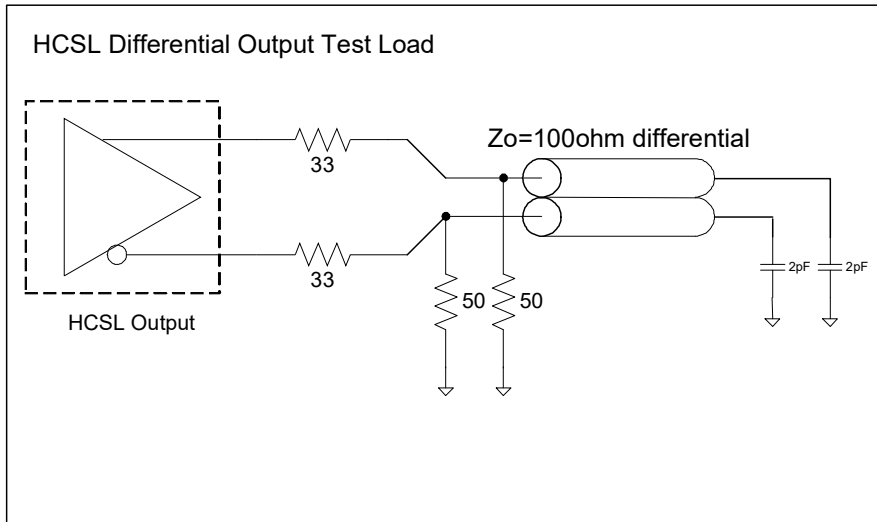 HCSL Differential Output Test Load
Zo=100ohm differential
33
33
50
50
2pF
2pF
HCSL Output